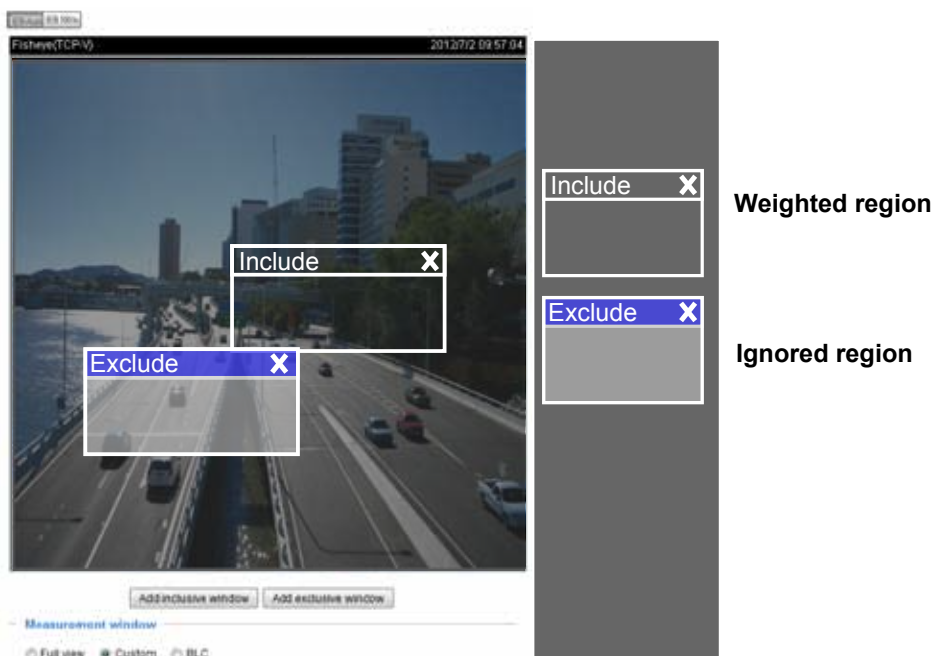 Fisheye(TCP-V) 2012/7/2 09:57:04
Include
Weighted region
Include
Exclude
Ignored region
Exclude
Add inclusive window Add exclusive window
Measurement window
Full view Custom BLC